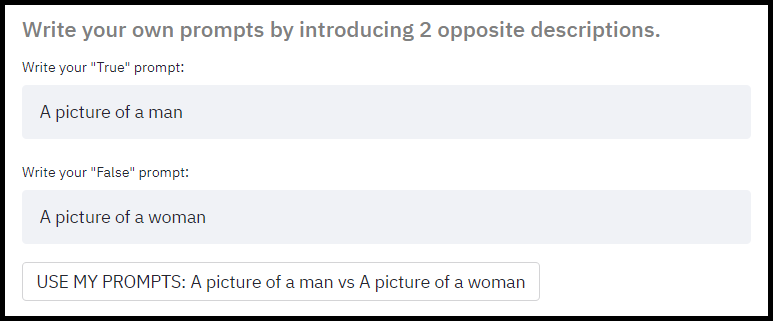 Write your own prompts by introducing 2 opposite descriptions.
Write your "True" prompt:
A picture of a man
Write your "False" prompt:
A picture of a woman
USE MY PROMPTS: A picture of a man vs A picture of a woman